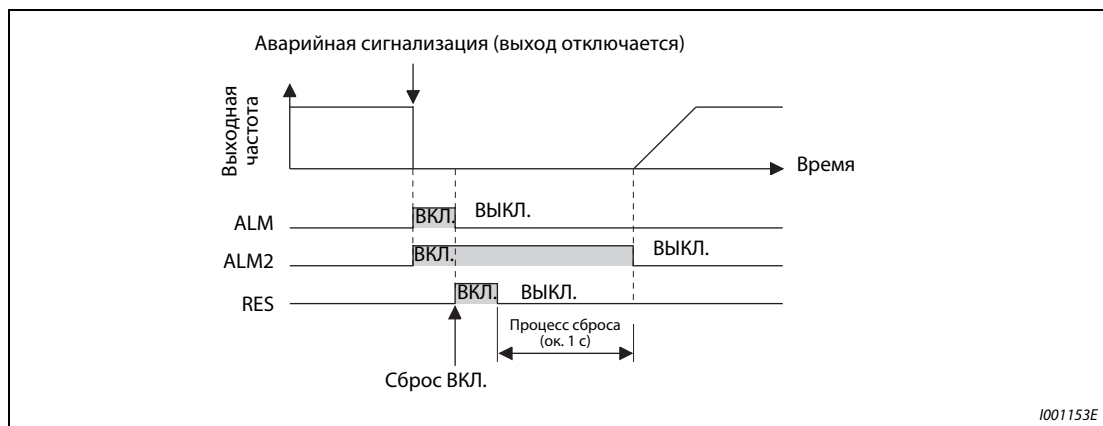 Аварийная сигнализация (выход отключается)
Выходная
частота
Время
ALM
ВКЛ.
ВЫКЛ.
ALM2
ВКЛ.
ВЫКЛ.
RES
ВКЛ.
ВЫКЛ.
Процесс сброса
(ок. 1 с)
Сброс ВКЛ.
I001153E